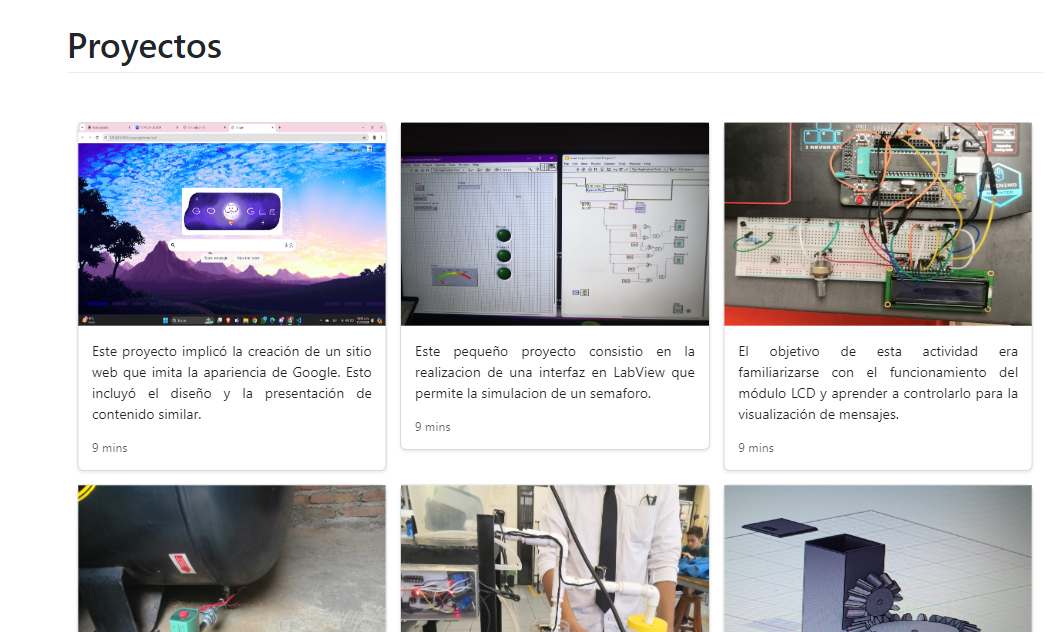 Proyectos
GOOGLE
Este proyecto implicó la creación de un sitio
web que imita la apariencia de Google. Esto
incluyó el diseño y la presentación de
contenido similar.
9 mins
Este pequeño proyecto consistio en la
realizacion de una interfaz en LabView que
permite la simulacion de un semaforo.
9 mins
I NEVER
El objetivo de esta actividad era
familiarizarse con el funcionamiento del
módulo LCD y aprender a controlarlo para la
visualización de mensajes.
9 mins